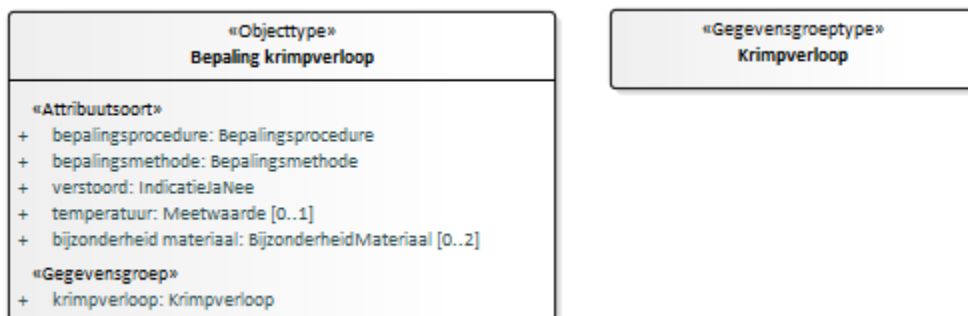 «Objecttype»
Bepaling krimpverloop
«Attribuutsoort»
+ bepalingsprocedure: Bepalingsprocedure
+ bepalingsmethode: Bepalingsmethode
+ verstoord: IndicatieJaNee
+ temperatuur: Meetwaarde [0..1]
+ bijzonderheid materiaal: BijzonderheidMateriaal [0..2]
«Gegevensgroep»
+ krimpverloop: Krimpverloop
«Gegevensgroeptype»
Krimpverloop